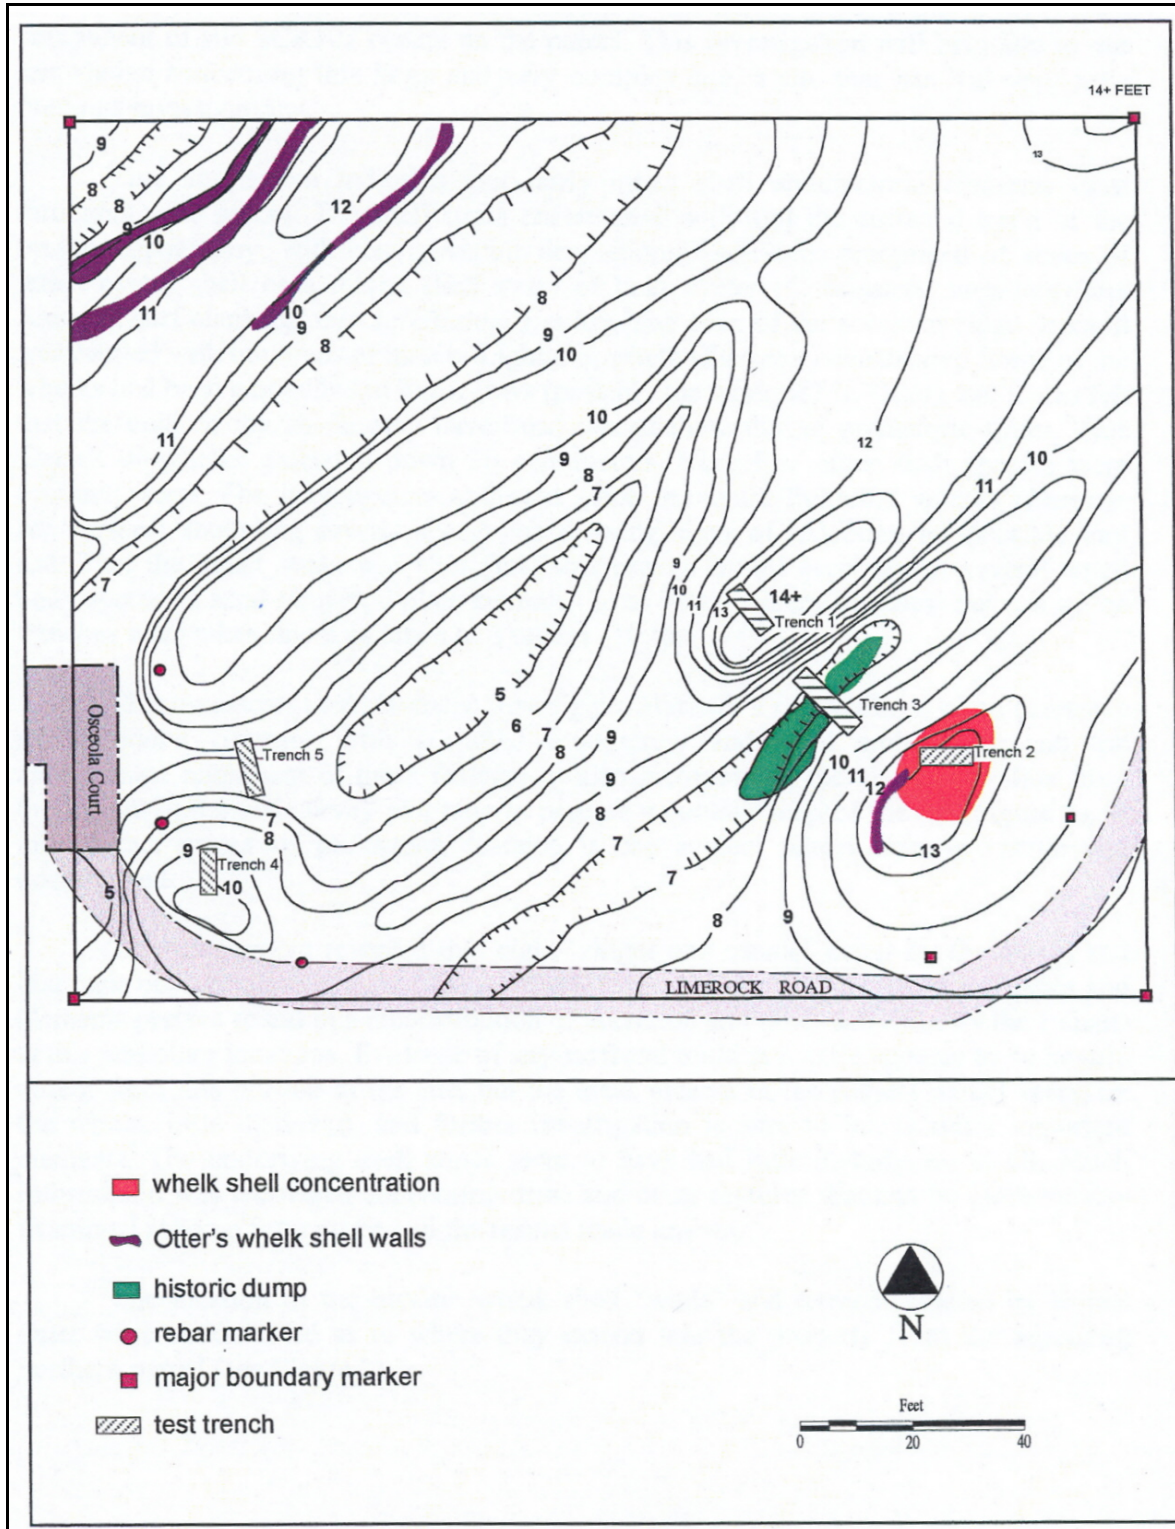 14+ FEET
9
8
8
9
10
11
12
13
10
9
8
8
9
10
11
12
10
9
8
7
10
11
7
9
10
11
13
14+
Trench 1
5
6
7
8
9
Trench 3
Osceola Court
Trench 5
10
11
12
Trench 2
9
8
7
7
8
7
13
9
Trench 4
10
5
8
9
LIMEROCK ROAD
whelk shell concentration
Otter's whelk shell walls
historic dump
rebar marker
major boundary marker
test trench
N
Feet
0 20 40